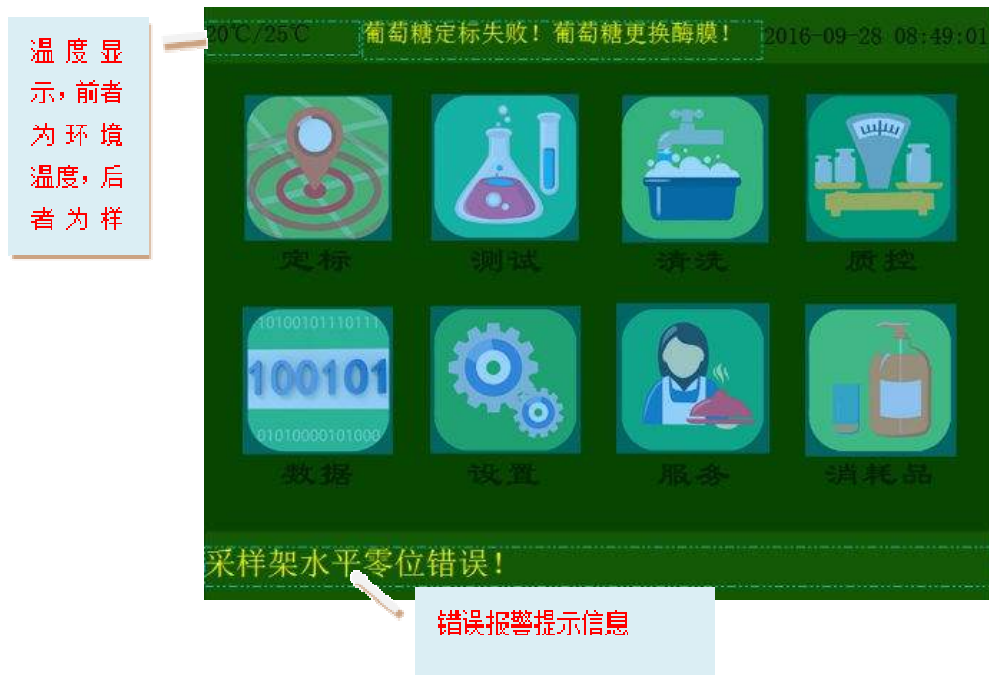 温度显
示，前者
为环境
温度，后
者为样
20℃/25℃
葡萄糖定标失败！葡萄糖更换酶膜！
2016-09-28 08:49:01
定标
测试
清洗
质控
10100101110111
100101
01010000101000
数据
设置
服务
消耗品
采样架水平零位错误！
错误报警提示信息